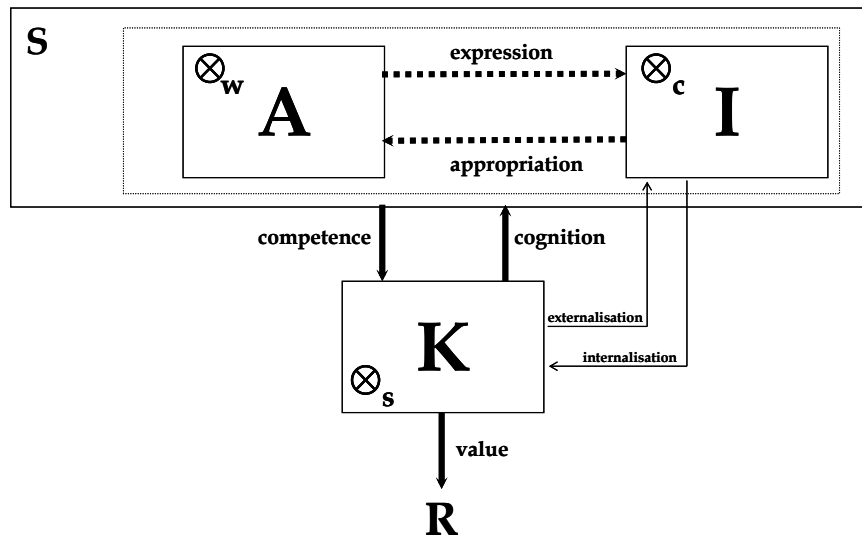 S
w
A
expression
c
I
appropriation
competence
cognition
K
s
externalisation
internalisation
value
R